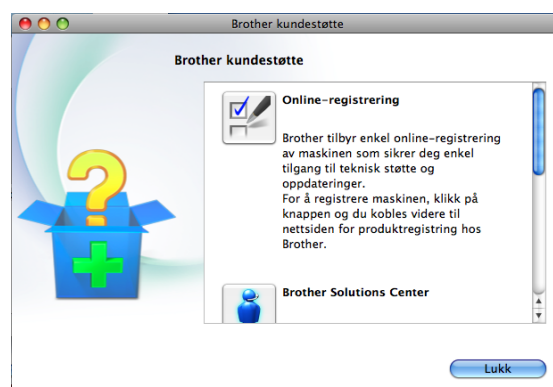 Brother kundestøtte
Brother kundestøtte
Online-registrering
Brother tilbyr enkel online-registrering
av maskinen som sikrer deg enkel
tilgang til teknisk støtte og
oppdateringer.
For å registrere maskinen, klikk på
knappen og du kobles videre til
nettsiden for produktregistring hos
Brother.
Brother Solutions Center
Lukk